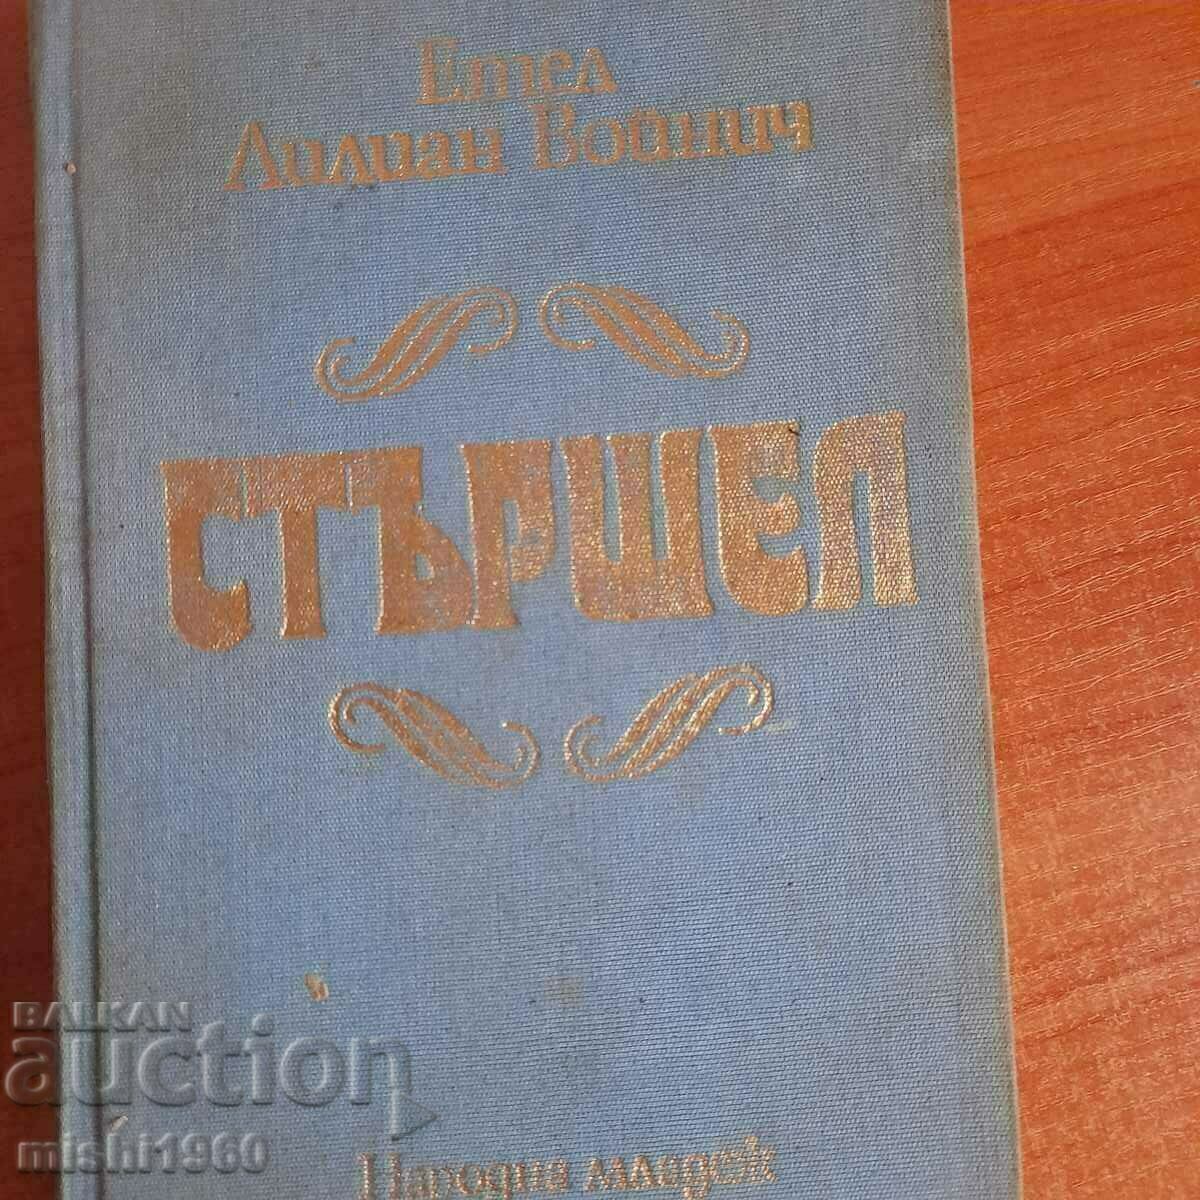 Етел
Лилиан Войнич
СТЪРШЕЛ
BALKAN
auction
mishi1960
Народна младеж